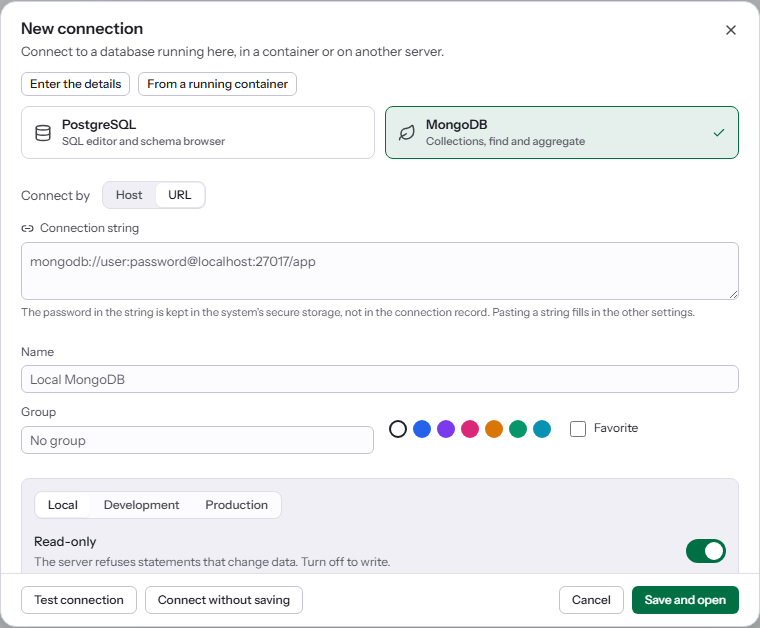 New connection
Connect to a database running here, in a container or on another server.
Enter the details
From a running container
PostgreSQL
SQL editor and schema browser
MongoDB
Collections, find and aggregate
Connect by
Host
URL
Connection string
mongodb://user:password@localhost:27017/app
The password in the string is kept in the system's secure storage, not in the connection record. Pasting a string fills in the other settings.
Name
Local MongoDB
Group
No group
Favorite
Local
Development
Production
Read-only
The server refuses statements that change data. Turn off to write.
Test connection
Connect without saving
Cancel
Save and open